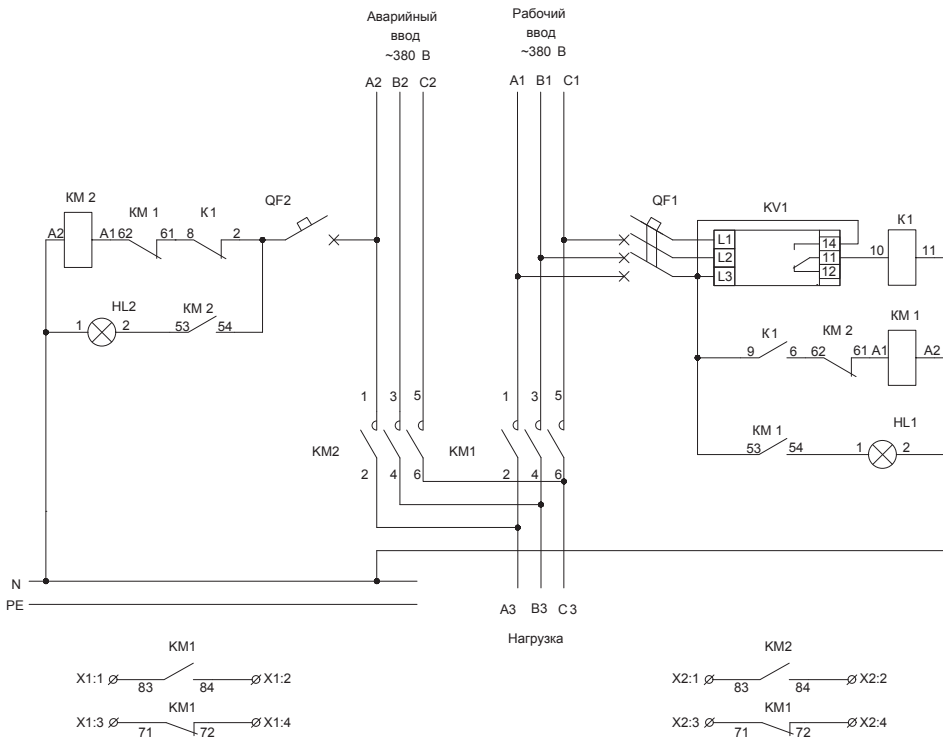 Аварийный
ввод
~380 В
Рабочий
ввод
~380 В
A2 B2 C2
A1 B1 C1
KM 2
KM 1
K1
QF2
A2
A1 62
61 8
2
HL2
KM 2
1
2
53
54
QF1
KV1
K1
L1
L2
L3
14
11
12
10
11
K1
KM 2
KM 1
9
6
62
61
A1
A2
KM 1
HL1
53
54
1
2
1
3
5
1
3
5
KM2
KM1
2
4
6
2
4
6
N
PE
A3 B3 C3
Нагрузка
KM1
X1:1
83
84
X1:2
KM1
X1:3
71
72
X1:4
KM2
X2:1
83
84
X2:2
KM1
X2:3
71
72
X2:4